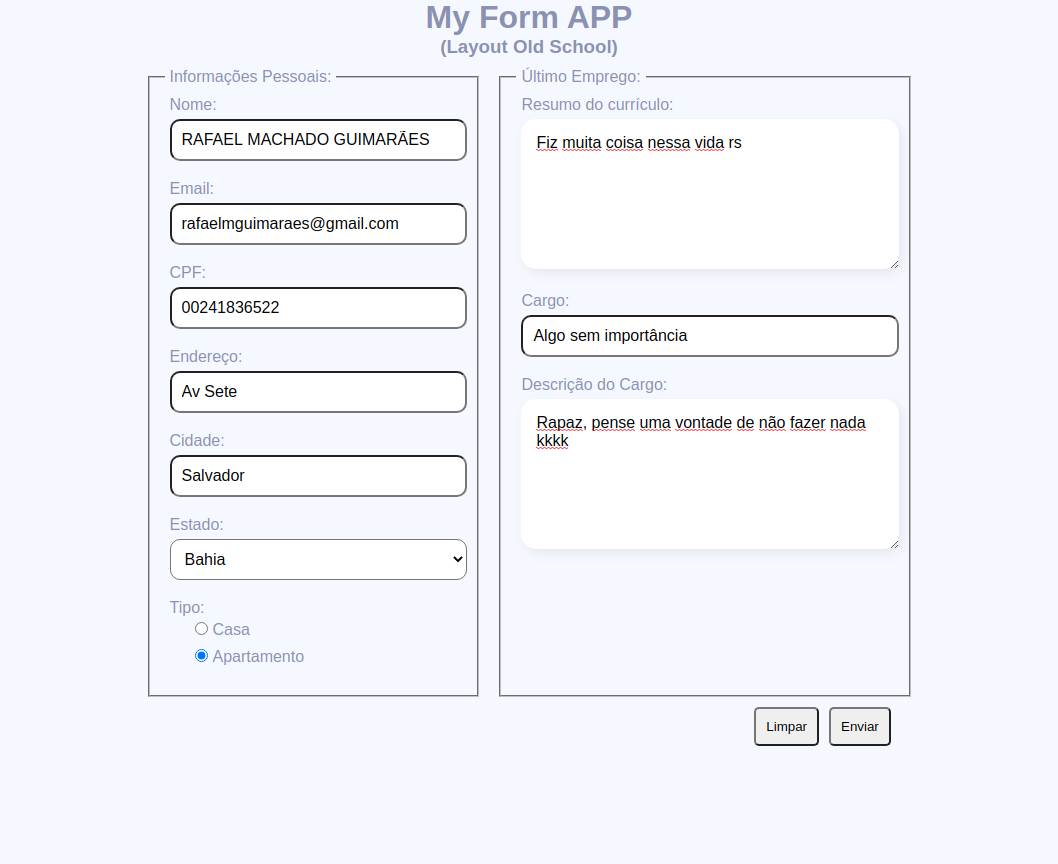 My Form APP
(Layout Old School)
Informações Pessoais:
Nome:
RAFAEL MACHADO GUIMARÃES
Email:
rafaelmguimaraes@gmail.com
CPF:
00241836522
Endereço:
Av Sete
Cidade:
Salvador
Estado:
Bahia
Tipo:
Casa
Apartamento
Último Emprego:
Resumo do currículo:
Fiz muita coisa nessa vida rs
Cargo:
Algo sem importância
Descrição do Cargo:
Rapaz, pense uma vontade de não fazer nada
kkkk
Limpar
Enviar